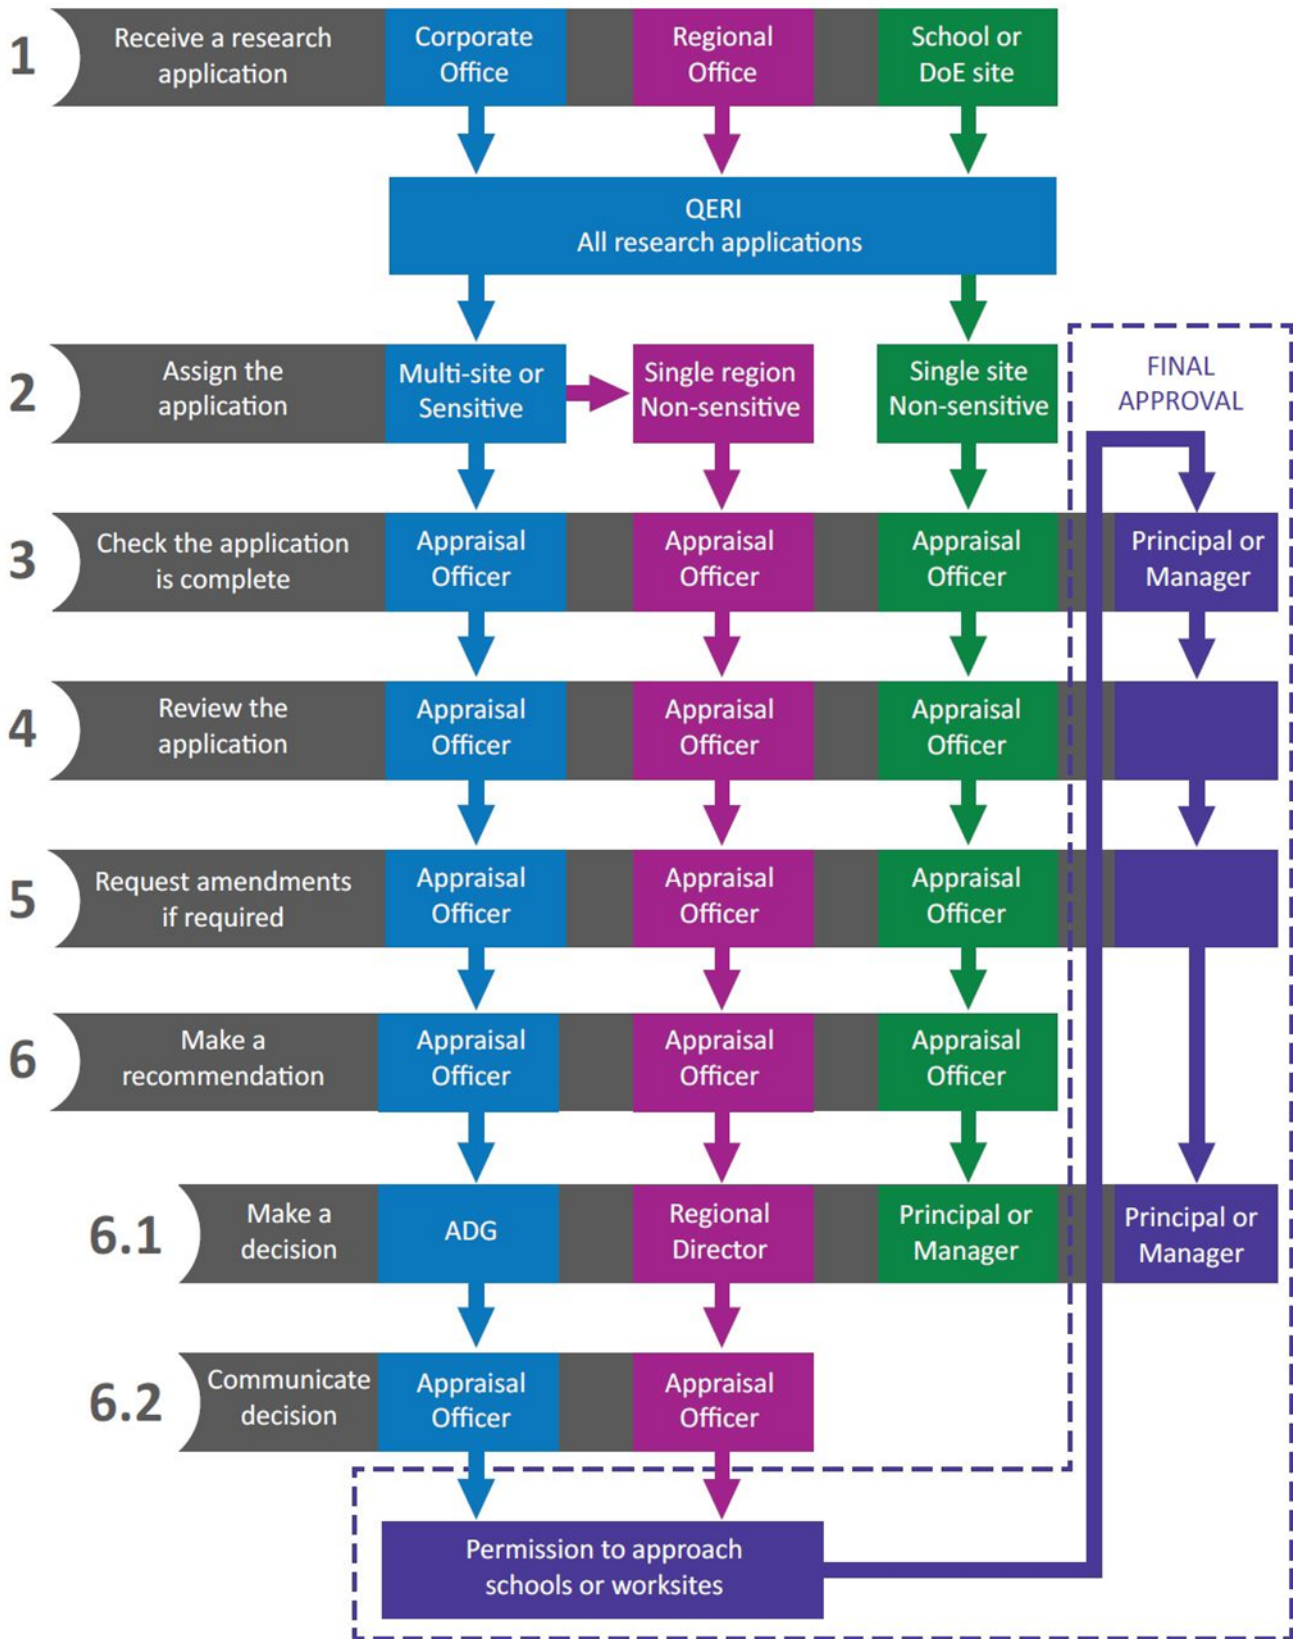 1
Receive a research
application
Corporate
Office
Regional
Office
School or
DoE site
QERI
All research applications
2
Assign the
application
Multi-site or
Sensitive
Single region
Non-sensitive
Single site
Non-sensitive
FINAL
APPROVAL
3
Check the application
is complete
Appraisal
Officer
Appraisal
Officer
Appraisal
Officer
Principal or
Manager
4
Review the
application
Appraisal
Officer
Appraisal
Officer
Appraisal
Officer
5
Request amendments
if required
Appraisal
Officer
Appraisal
Officer
Appraisal
Officer
6
Make a
recommendation
Appraisal
Officer
Appraisal
Officer
Appraisal
Officer
6.1
Make a
decision
ADG
Regional
Director
Principal or
Manager
Principal or
Manager
6.2
Communicate
decision
Appraisal
Officer
Appraisal
Officer
Permission to approach
schools or worksites